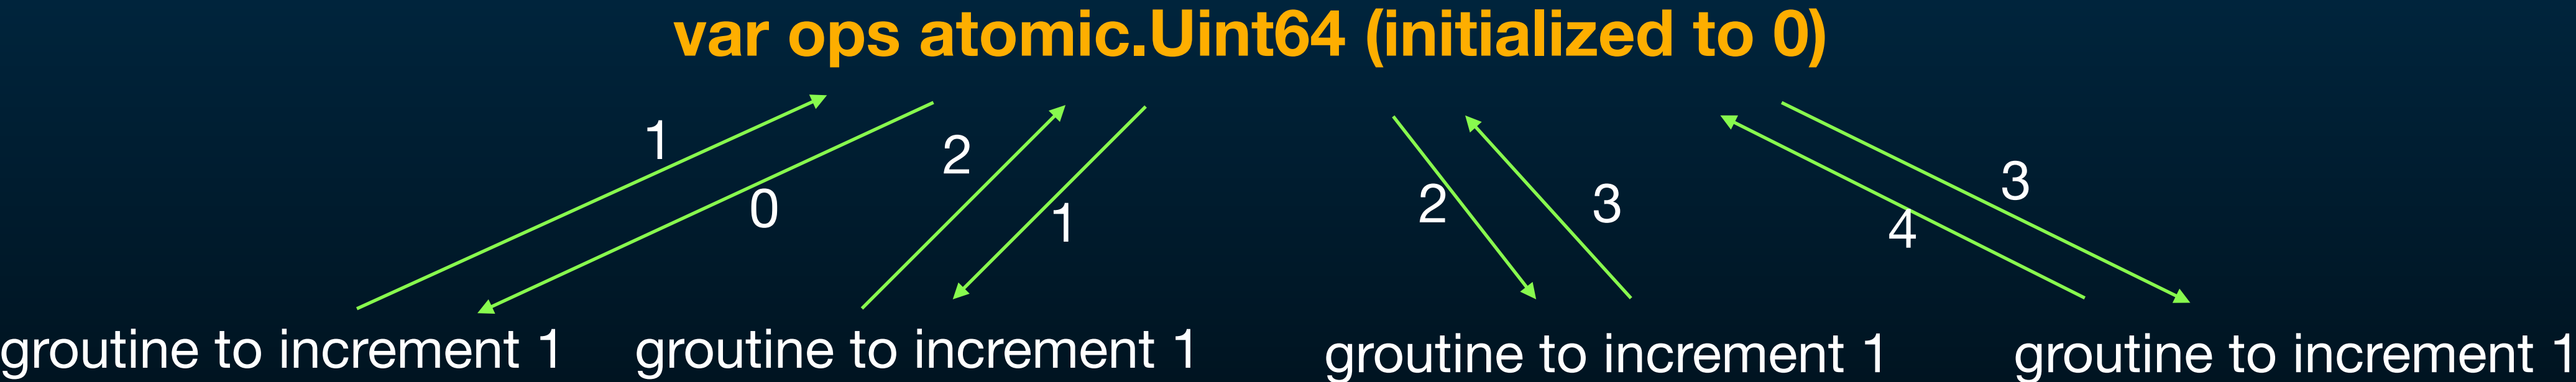 var ops atomic.Uint64 (initialized to 0)
1
0
2
1
2
3
4
3
groutine to increment 1
groutine to increment 1
groutine to increment 1
groutine to increment 1